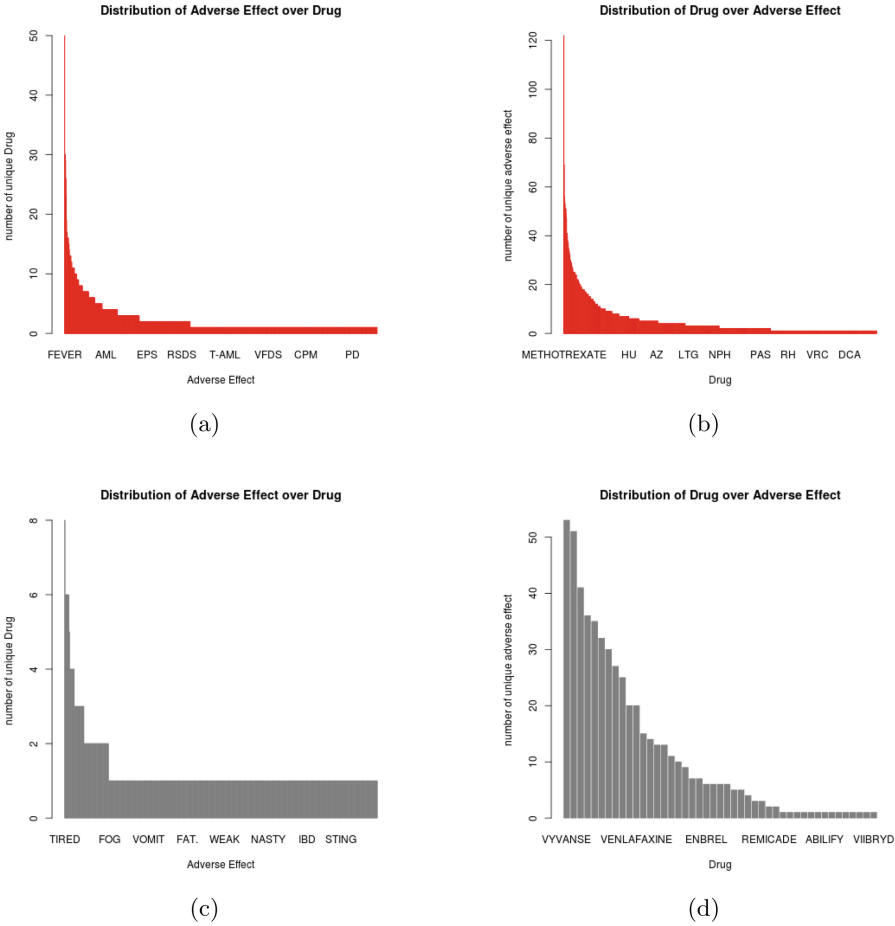 Distribution of Adverse Effect over Drug
number of unique Drug
50
40
30
20
10
0
FEVER AML EPS RSDS T-AML VFDS CPM PD
Adverse Effect
(a)
Distribution of Drug over Adverse Effect
number of unique adverse effect
120
100
80
60
40
20
0
METHOTREXATE HU AZ LTG NPH PAS RH VRC DCA
Drug
(b)
Distribution of Adverse Effect over Drug
number of unique Drug
8
6
4
2
0
TIRED FOG VOMIT FAT. WEAK NASTY IBD STING
Adverse Effect
(c)
Distribution of Drug over Adverse Effect
number of unique adverse effect
50
40
30
20
10
0
VYVANSE VENLAFAXINE ENBREL REMICADE ABILIFY VIIBRYD
Drug
(d)